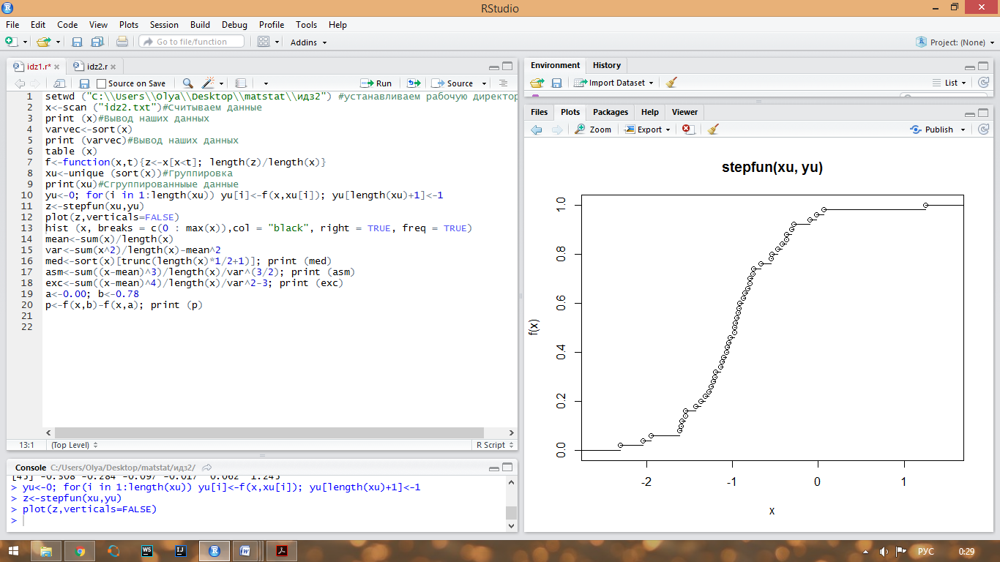 RStudio
File Edit Code View Plots Session Build Debug Profile Tools Help
Go to file/function Addins Project: (None)
idz1.r* idz2.r
Source on Save Run Source
1 setwd ("C:\\Users\\Olya\\Desktop\\matstat\\идз2") #устанавливаем рабочую директор
2 x<-scan ("idz2.txt")#Считываем данные
3 print (x)#Вывод наших данных
4 varvec<-sort(x)
5 print (varvec)#Вывод наших данных
6 table (x)
7 f<-function(x,t){z<-x[x<t]; length(z)/length(x)}
8 xu<-unique (sort(x))#Группировка
9 print(xu)#Сгруппированныые данные
10 yu<-0; for(i in 1:length(xu)) yu[i]<-f(x,xu[i]); yu[length(xu)+1]<-1
11 z<-stepfun(xu,yu)
12 plot(z,verticals=FALSE)
13 hist (x, breaks = c(0 : max(x)),col = "black", right = TRUE, freq = TRUE)
14 mean<-sum(x)/length(x)
15 var<-sum(x^2)/length(x)-mean^2
16 med<-sort(x)[trunc(length(x)*1/2+1)]; print (med)
17 asm<-sum((x-mean)^3)/length(x)/var^(3/2); print (asm)
18 exc<-sum((x-mean)^4)/length(x)/var^2-3; print (exc)
19 a<-0.00; b<-0.78
20 p<-f(x,b)-f(x,a); print (p)
21
22
13:1 (Top Level) R Script
Console C:/Users/Olya/Desktop/matstat/идз2/
[45] -0.308 -0.284 -0.097 -0.017 0.062 1.245
> yu<-0; for(i in 1:length(xu)) yu[i]<-f(x,xu[i]); yu[length(xu)+1]<-1
> z<-stepfun(xu,yu)
> plot(z,verticals=FALSE)
>
Environment History
Import Dataset List
Files Plots Packages Help Viewer
Zoom Export Publish
stepfun(xu, yu)
f(x)
1.0
0.8
0.6
0.4
0.2
0.0
-2 -1 0 1
x
WS IJ R W РУС 0:29